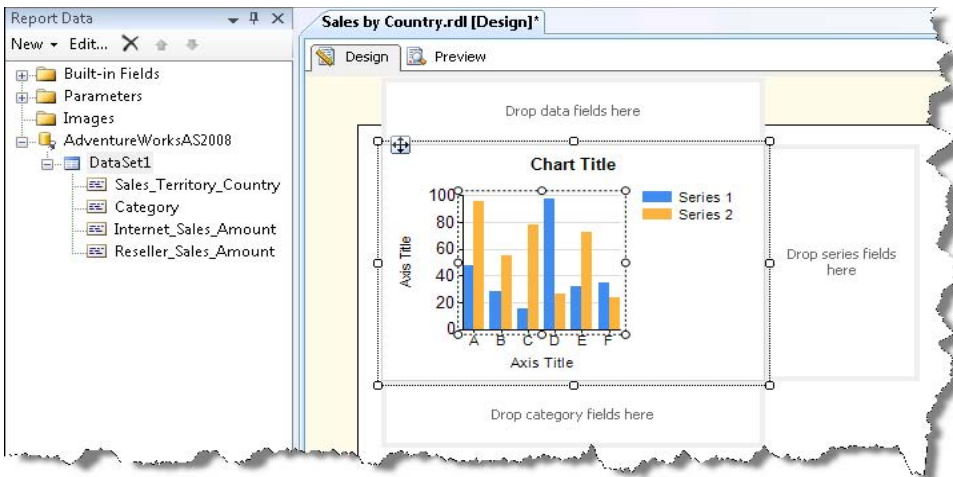 Report Data
New Edit...
Built-in Fields
Parameters
Images
AdventureWorksAS2008
DataSet1
Sales_Territory_Country
Category
Internet_Sales_Amount
Reseller_Sales_Amount
Sales by Country.rdl [Design]*
Design Preview
Drop data fields here
Chart Title
100
80
60
40
20
0
Axis Title
A B C D E F
Axis Title
Series 1
Series 2
Drop series fields
here
Drop category fields here